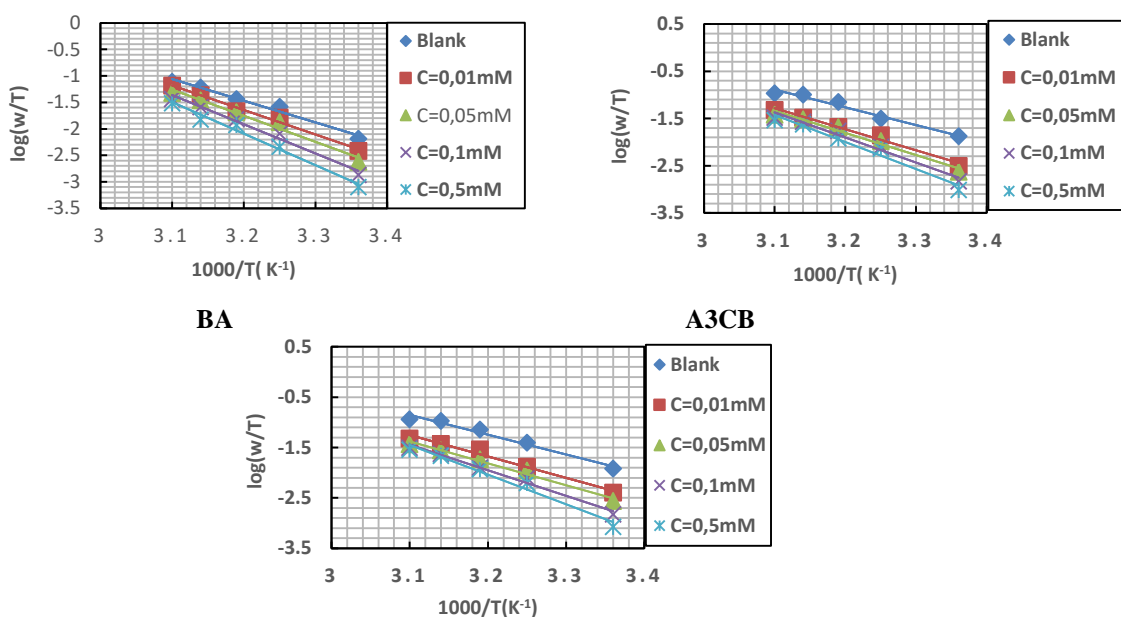 0
-0.5
-1
-1.5
-2
-2.5
-3
-3.5
3 3.1 3.2 3.3 3.4
log(w/T)
1000/T( K-1)
Blank
C=0,01mM
C=0,05mM
C=0,1mM
C=0,5mM
0.5
-0.5
-1.5
-2.5
-3.5
3 3.1 3.2 3.3 3.4
log(w/T)
1000/T( K-1)
Blank
C=0,01mM
C=0,05mM
C=0,1mM
C=0,5mM
BA A3CB
0.5
-0.5
-1.5
-2.5
-3.5
3 3.1 3.2 3.3 3.4
log(w/T)
1000/T(K-1)
Blank
C=0,01mM
C=0,05mM
C=0,1mM
C=0,5mM